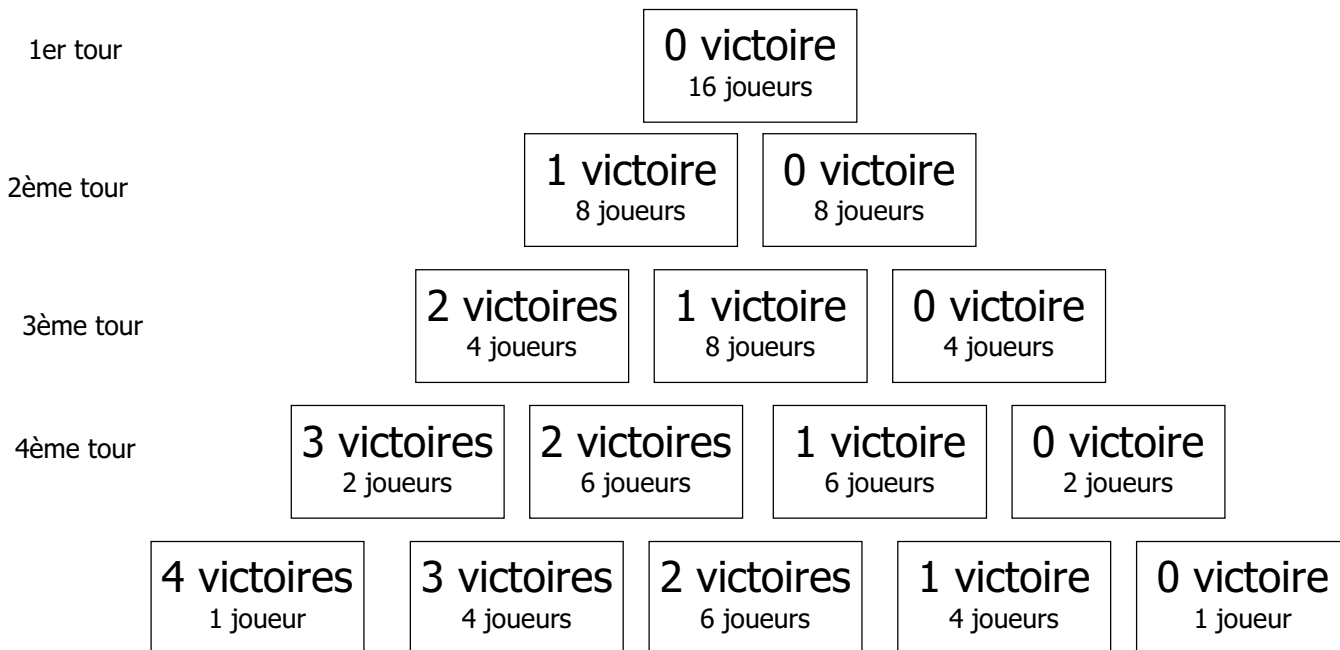 1er tour
0 victoire
16 joueurs
2ème tour
1 victoire
8 joueurs
0 victoire
8 joueurs
3ème tour
2 victoires
4 joueurs
1 victoire
8 joueurs
0 victoire
4 joueurs
4ème tour
3 victoires
2 joueurs
2 victoires
6 joueurs
1 victoire
6 joueurs
0 victoire
2 joueurs
4 victoires
1 joueur
3 victoires
4 joueurs
2 victoires
6 joueurs
1 victoire
4 joueurs
0 victoire
1 joueur